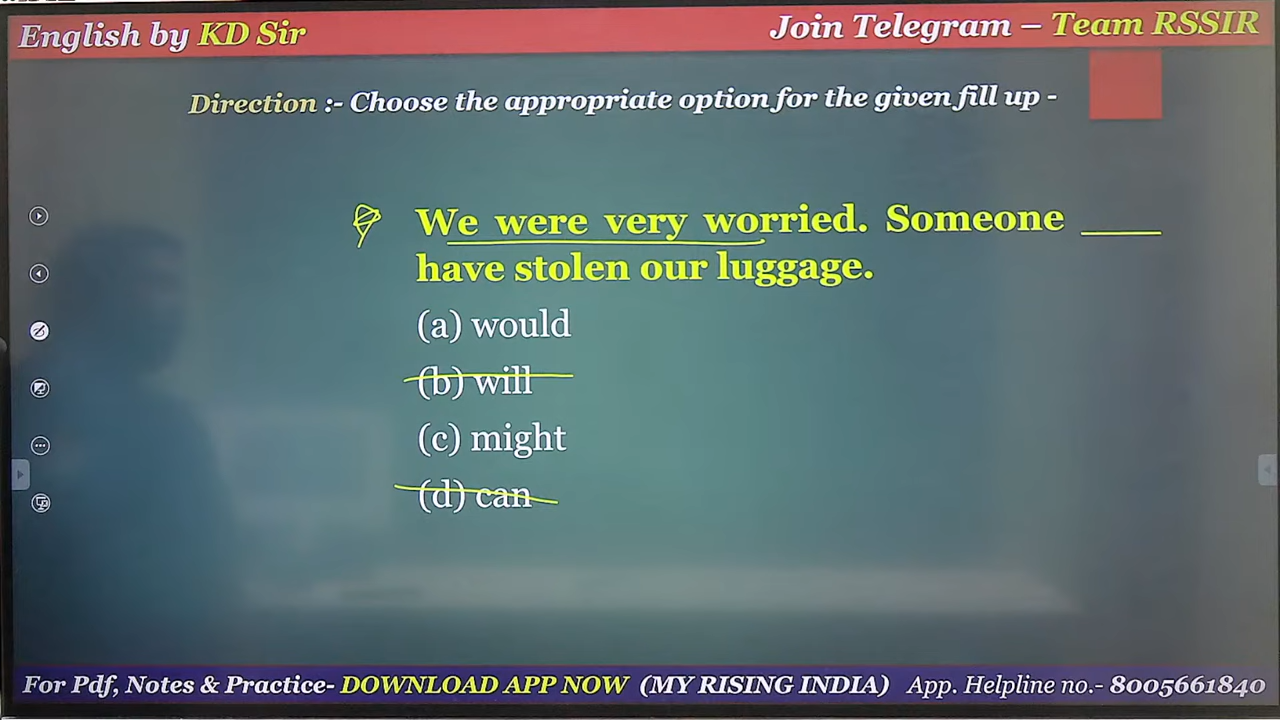 English by KD Sir
Join Telegram – Team RSSIR
Direction :- Choose the appropriate option for the given fill up -
We were very worried. Someone ____
have stolen our luggage.
(a) would
(b) will
(c) might
(d) can
For Pdf, Notes & Practice- DOWNLOAD APP NOW (MY RISING INDIA) App. Helpline no.- 8005661840